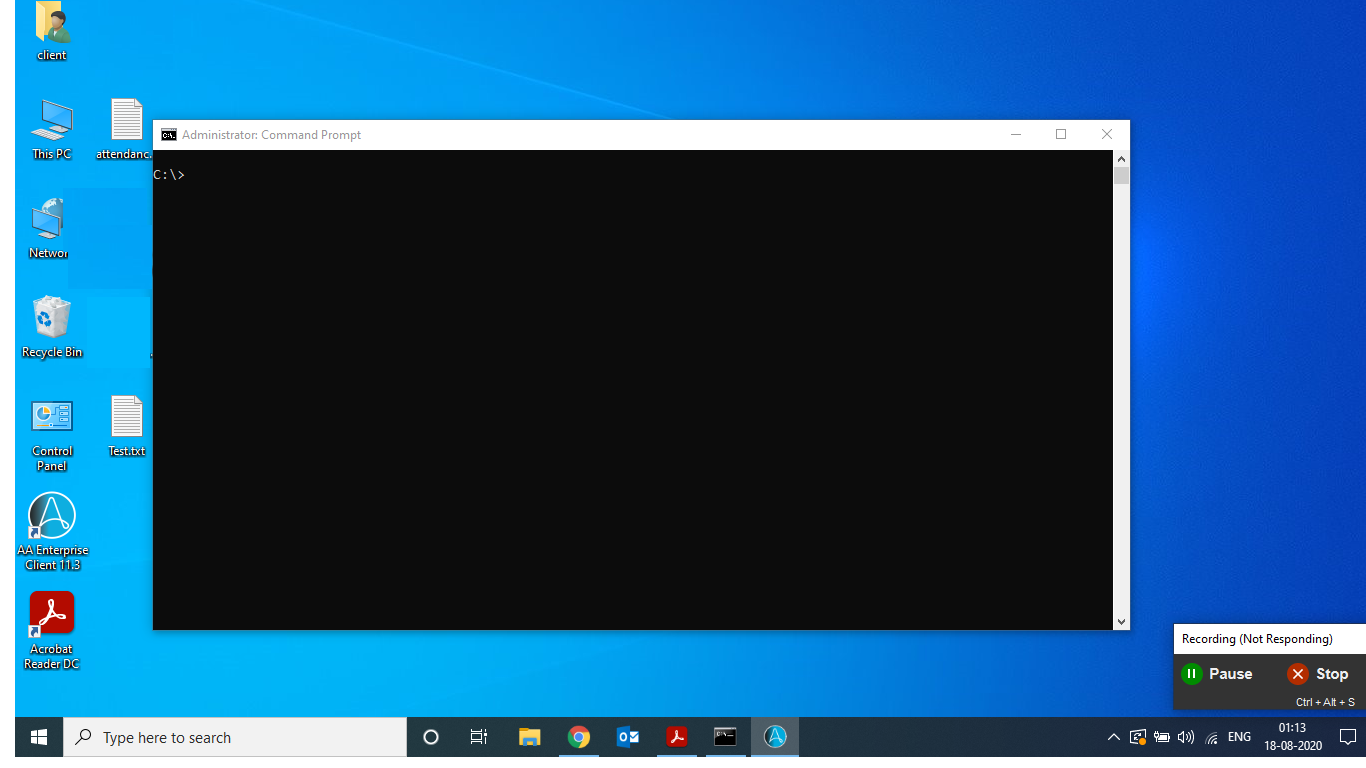 client
This PC
attendanc.
Administrator: Command Prompt
C:\>
Networ
Recycle Bin
Control
Panel
Test.txt
AA Enterprise
Client 11.3
Acrobat
Reader DC
Recording (Not Responding)
Pause
Stop
Ctrl + Alt + S
Type here to search
ENG
01:13
18-08-2020